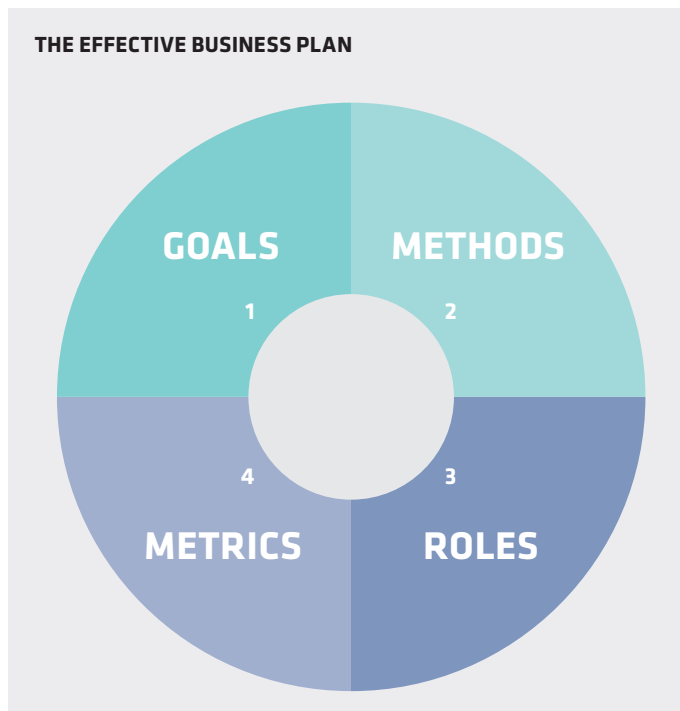 THE EFFECTIVE BUSINESS PLAN
GOALS
METHODS
1
2
4
3
METRICS
ROLES